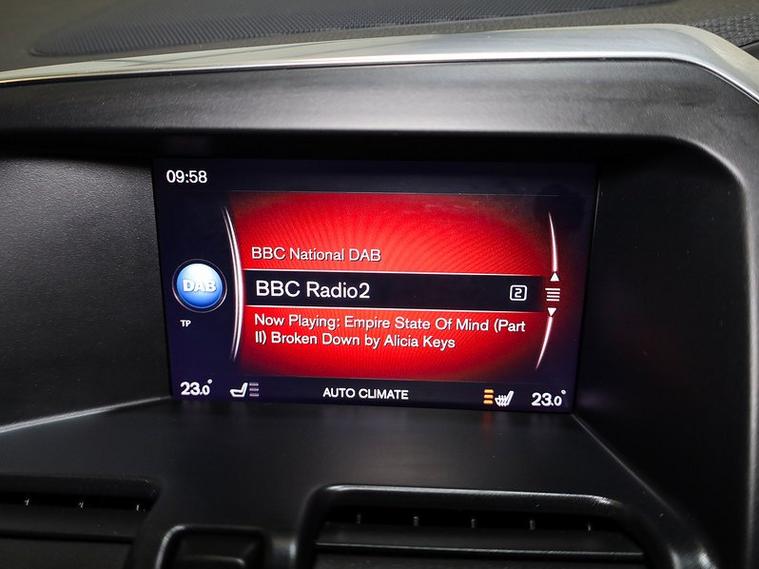 09:58
BBC National DAB
DAB
BBC Radio2
2
TP
Now Playing: Empire State Of Mind (Part
II) Broken Down by Alicia Keys
23.0°
AUTO CLIMATE
23.0°